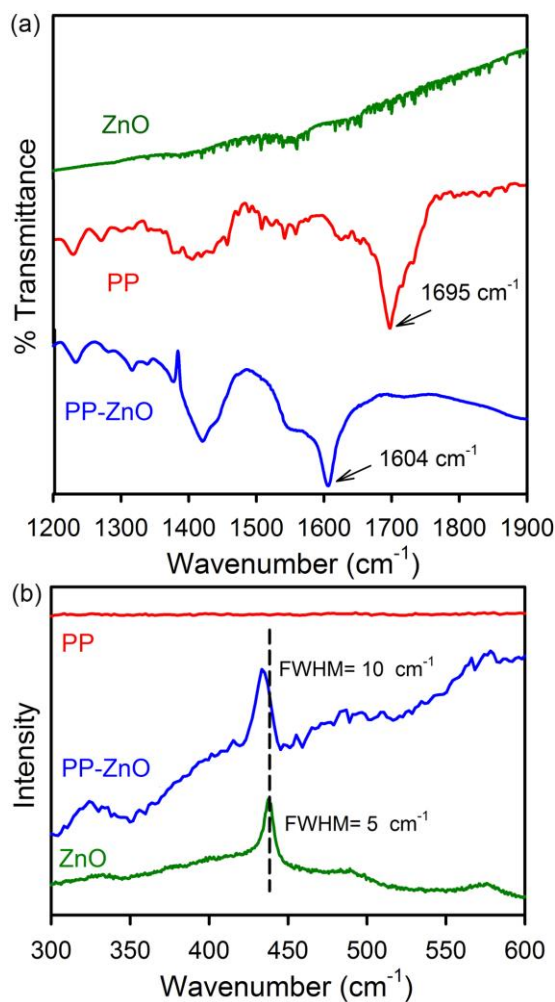 (a)
ZnO
PP
1695 cm⁻¹
PP-ZnO
1604 cm⁻¹
% Transmittance
1200 1300 1400 1500 1600 1700 1800 1900
Wavenumber (cm⁻¹)
(b)
PP
FWHM= 10 cm⁻¹
PP-ZnO
FWHM= 5 cm⁻¹
ZnO
Intensity
300 350 400 450 500 550 600
Wavenumber (cm⁻¹)